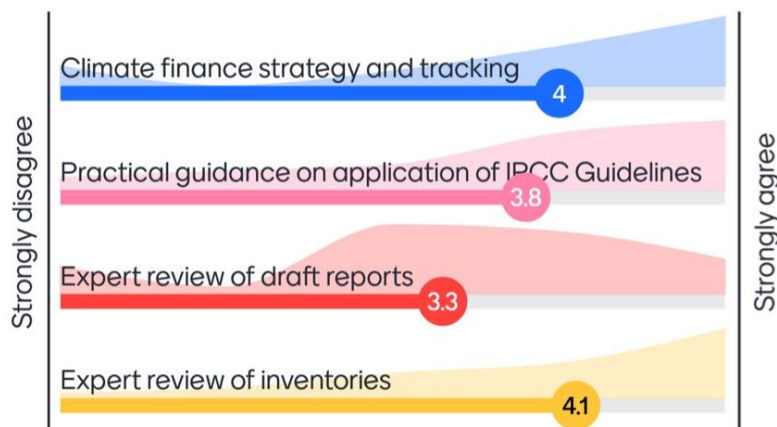 Strongly disagree
Climate finance strategy and tracking
4
Practical guidance on application of IPCC Guidelines
3.8
Expert review of draft reports
3.3
Expert review of inventories
4.1
Strongly agree